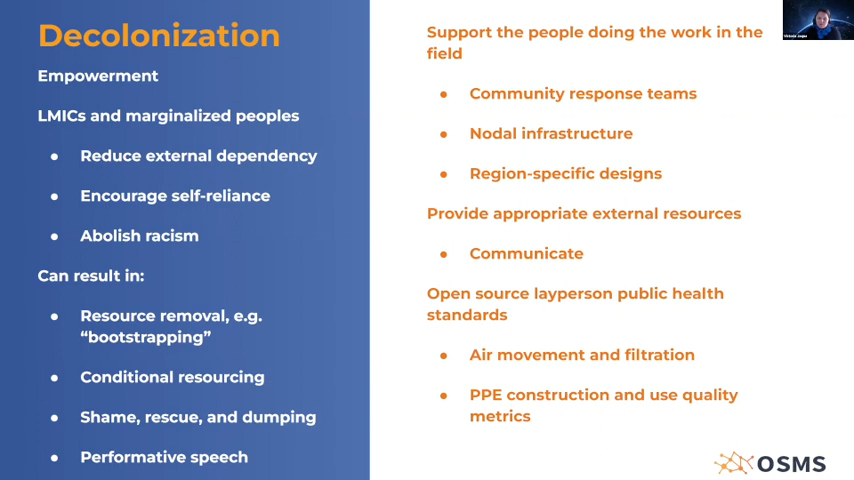 Decolonization
Empowerment
LMICs and marginalized peoples
● Reduce external dependency
● Encourage self-reliance
● Abolish racism
Can result in:
● Resource removal, e.g.
“bootstrapping”
● Conditional resourcing
● Shame, rescue, and dumping
● Performative speech
Support the people doing the work in the
field
● Community response teams
● Nodal infrastructure
● Region-specific designs
Provide appropriate external resources
● Communicate
Open source layperson public health
standards
● Air movement and filtration
● PPE construction and use quality
metrics
OSMS